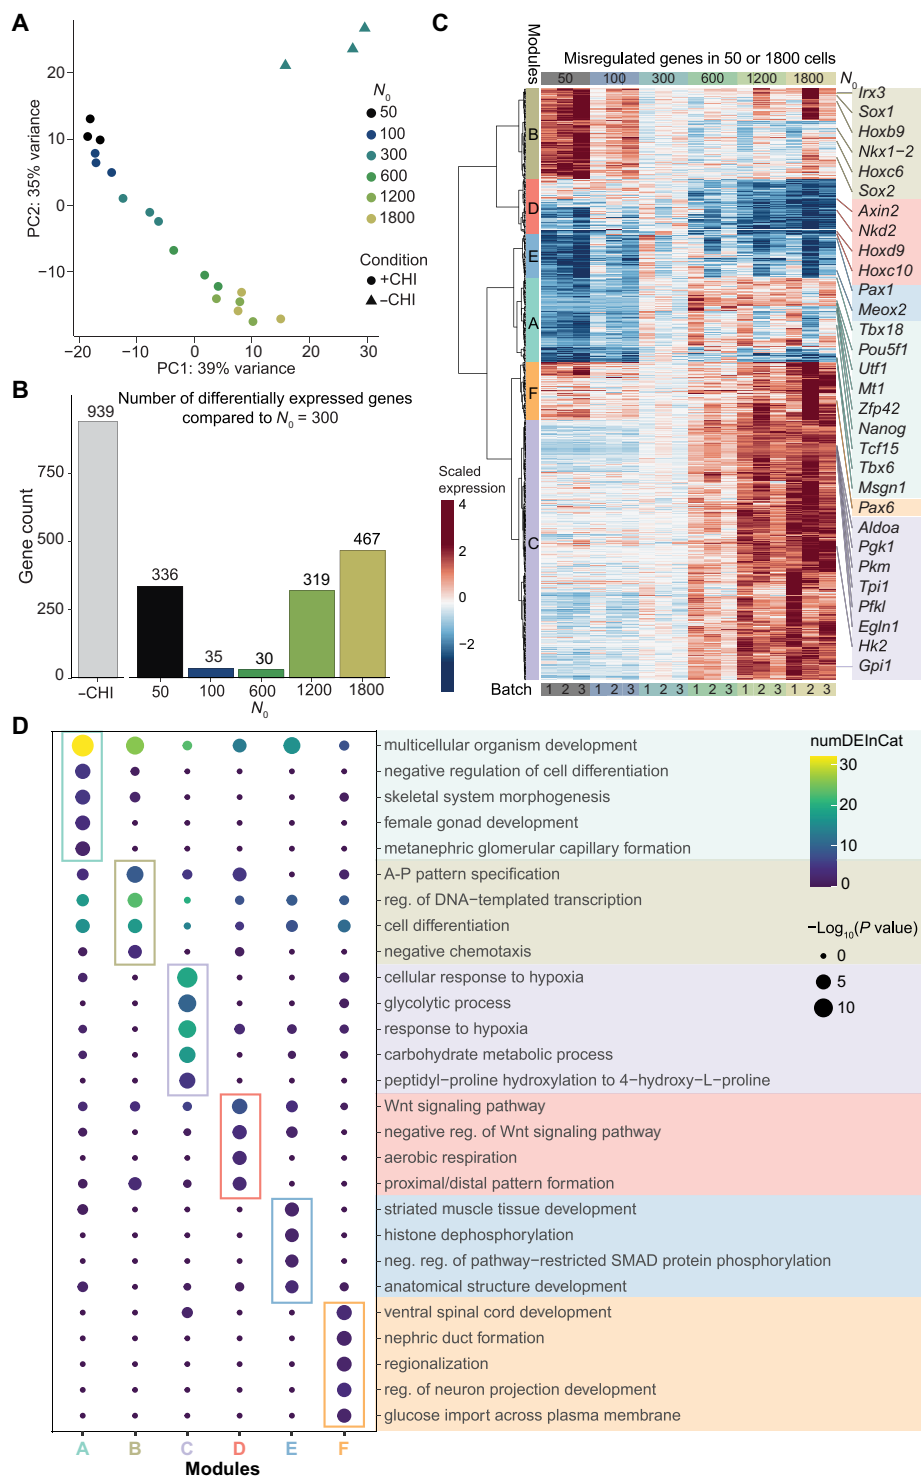 A
PC2: 35% variance
20
10
0
−10
−20
−10
0
10
20
30
PC1: 39% variance
N0
50
100
300
600
1200
1800
Condition
+CHI
−CHI
B
Number of differentially expressed genes
compared to N0 = 300
Gene count
750
500
250
0
939
336
35
30
319
467
−CHI
50
100
600
1200
1800
N0
C
Modules
Misregulated genes in 50 or 1800 cells
50
100
300
600
1200
1800
N0
B
D
E
A
F
C
Scaled
expression
4
2
0
−2
Irx3
Sox1
Hoxb9
Nkx1-2
Hoxc6
Sox2
Axin2
Nkd2
Hoxd9
Hoxc10
Pax1
Meox2
Tbx18
Pou5f1
Utf1
Mt1
Zfp42
Nanog
Tcf15
Tbx6
Msgn1
Pax6
Aldoa
Pgk1
Pkm
Tpi1
Pfkl
Egln1
Hk2
Gpi1
Batch
1 2 3 1 2 3 1 2 3 1 2 3 1 2 3 1 2 3
D
multicellular organism development
negative regulation of cell differentiation
skeletal system morphogenesis
female gonad development
metanephric glomerular capillary formation
A−P pattern specification
reg. of DNA−templated transcription
cell differentiation
negative chemotaxis
cellular response to hypoxia
glycolytic process
response to hypoxia
carbohydrate metabolic process
peptidyl−proline hydroxylation to 4−hydroxy−L−proline
Wnt signaling pathway
negative reg. of Wnt signaling pathway
aerobic respiration
proximal/distal pattern formation
striated muscle tissue development
histone dephosphorylation
neg. reg. of pathway−restricted SMAD protein phosphorylation
anatomical structure development
ventral spinal cord development
nephric duct formation
regionalization
reg. of neuron projection development
glucose import across plasma membrane
numDEInCat
30
20
10
0
−Log10(P value)
0
5
10
A B C D E F
Modules